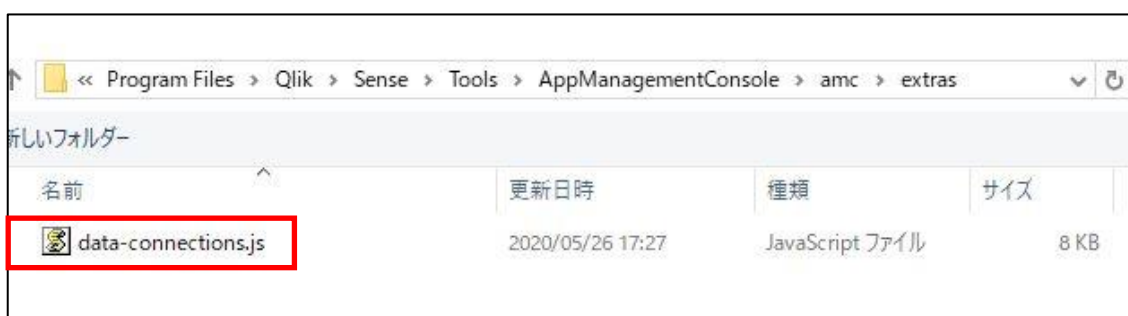 « Program Files > Qlik > Sense > Tools > AppManagementConsole > amc > extras
新しいフォルダー
名前 更新日時 種類 サイズ
data-connections.js 2020/05/26 17:27 JavaScript ファイル 8 KB